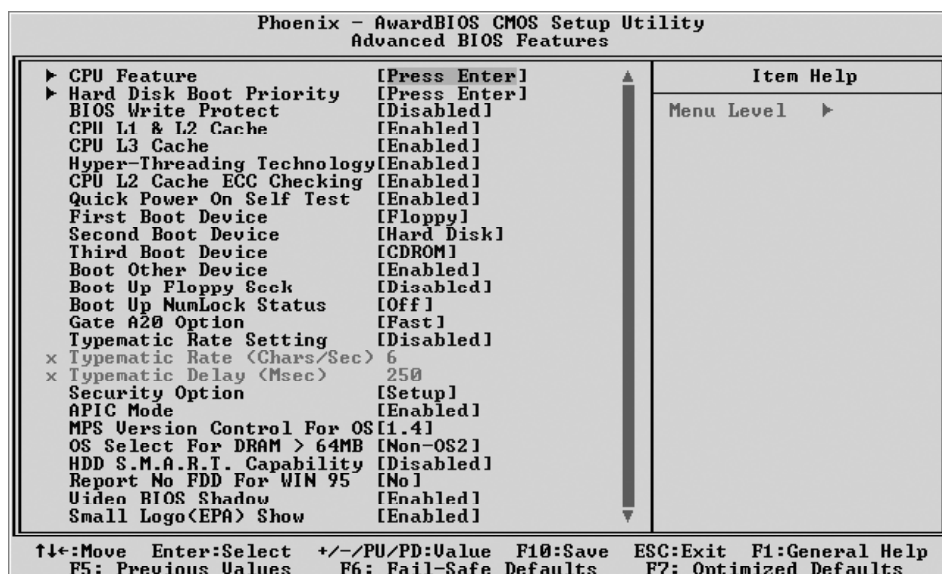 Phoenix - AwardBIOS CMOS Setup Utility
Advanced BIOS Features
▶ CPU Feature [Press Enter]
▶ Hard Disk Boot Priority [Press Enter]
BIOS Write Protect [Disabled]
CPU L1 & L2 Cache [Enabled]
CPU L3 Cache [Enabled]
Hyper-Threading Technology[Enabled]
CPU L2 Cache ECC Checking [Enabled]
Quick Power On Self Test [Enabled]
First Boot Device [Floppy]
Second Boot Device [Hard Disk]
Third Boot Device [CDROM]
Boot Other Device [Enabled]
Boot Up Floppy Seek [Disabled]
Boot Up NumLock Status [Off]
Gate A20 Option [Fast]
Typematic Rate Setting [Disabled]
x Typematic Rate (Chars/Sec) 6
x Typematic Delay (Msec) 250
Security Option [Setup]
APIC Mode [Enabled]
MPS Version Control For OS[1.4]
OS Select For DRAM > 64MB [Non-OS2]
HDD S.M.A.R.T. Capability [Disabled]
Report No FDD For WIN 95 [No]
Video BIOS Shadow [Enabled]
Small Logo(EPA) Show [Enabled]
Item Help
Menu Level ▶
↑↓←:Move Enter:Select +/-/PU/PD:Value F10:Save ESC:Exit F1:General Help
F5: Previous Values F6: Fail-Safe Defaults F7: Optimized Defaults